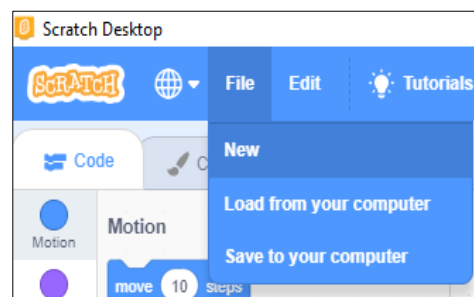 Scratch Desktop
SCRATCH File Edit Tutorials
New
Load from your computer
Save to your computer
Code C
Motion Motion
move 10 steps